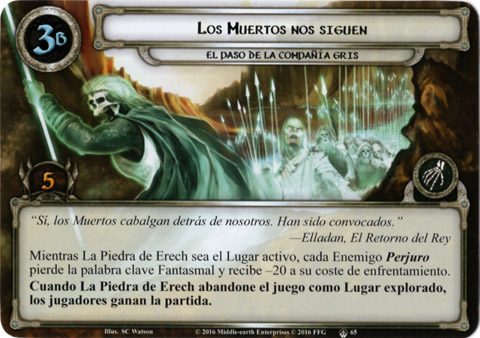 3B
Los Muertos nos siguen
El paso de la Compañía Gris
5
“Sí, los Muertos cabalgan detrás de nosotros. Han sido convocados.”
—Elladan, El Retorno del Rey
Mientras La Piedra de Erech sea el Lugar activo, cada Enemigo Perjuro
pierde la palabra clave Fantasmal y recibe –20 a su coste de enfrentamiento.
Cuando La Piedra de Erech abandone el juego como Lugar explorado,
los jugadores ganan la partida.
Illus. SC Watson © 2016 Middle-earth Enterprises © 2016 FFG 65